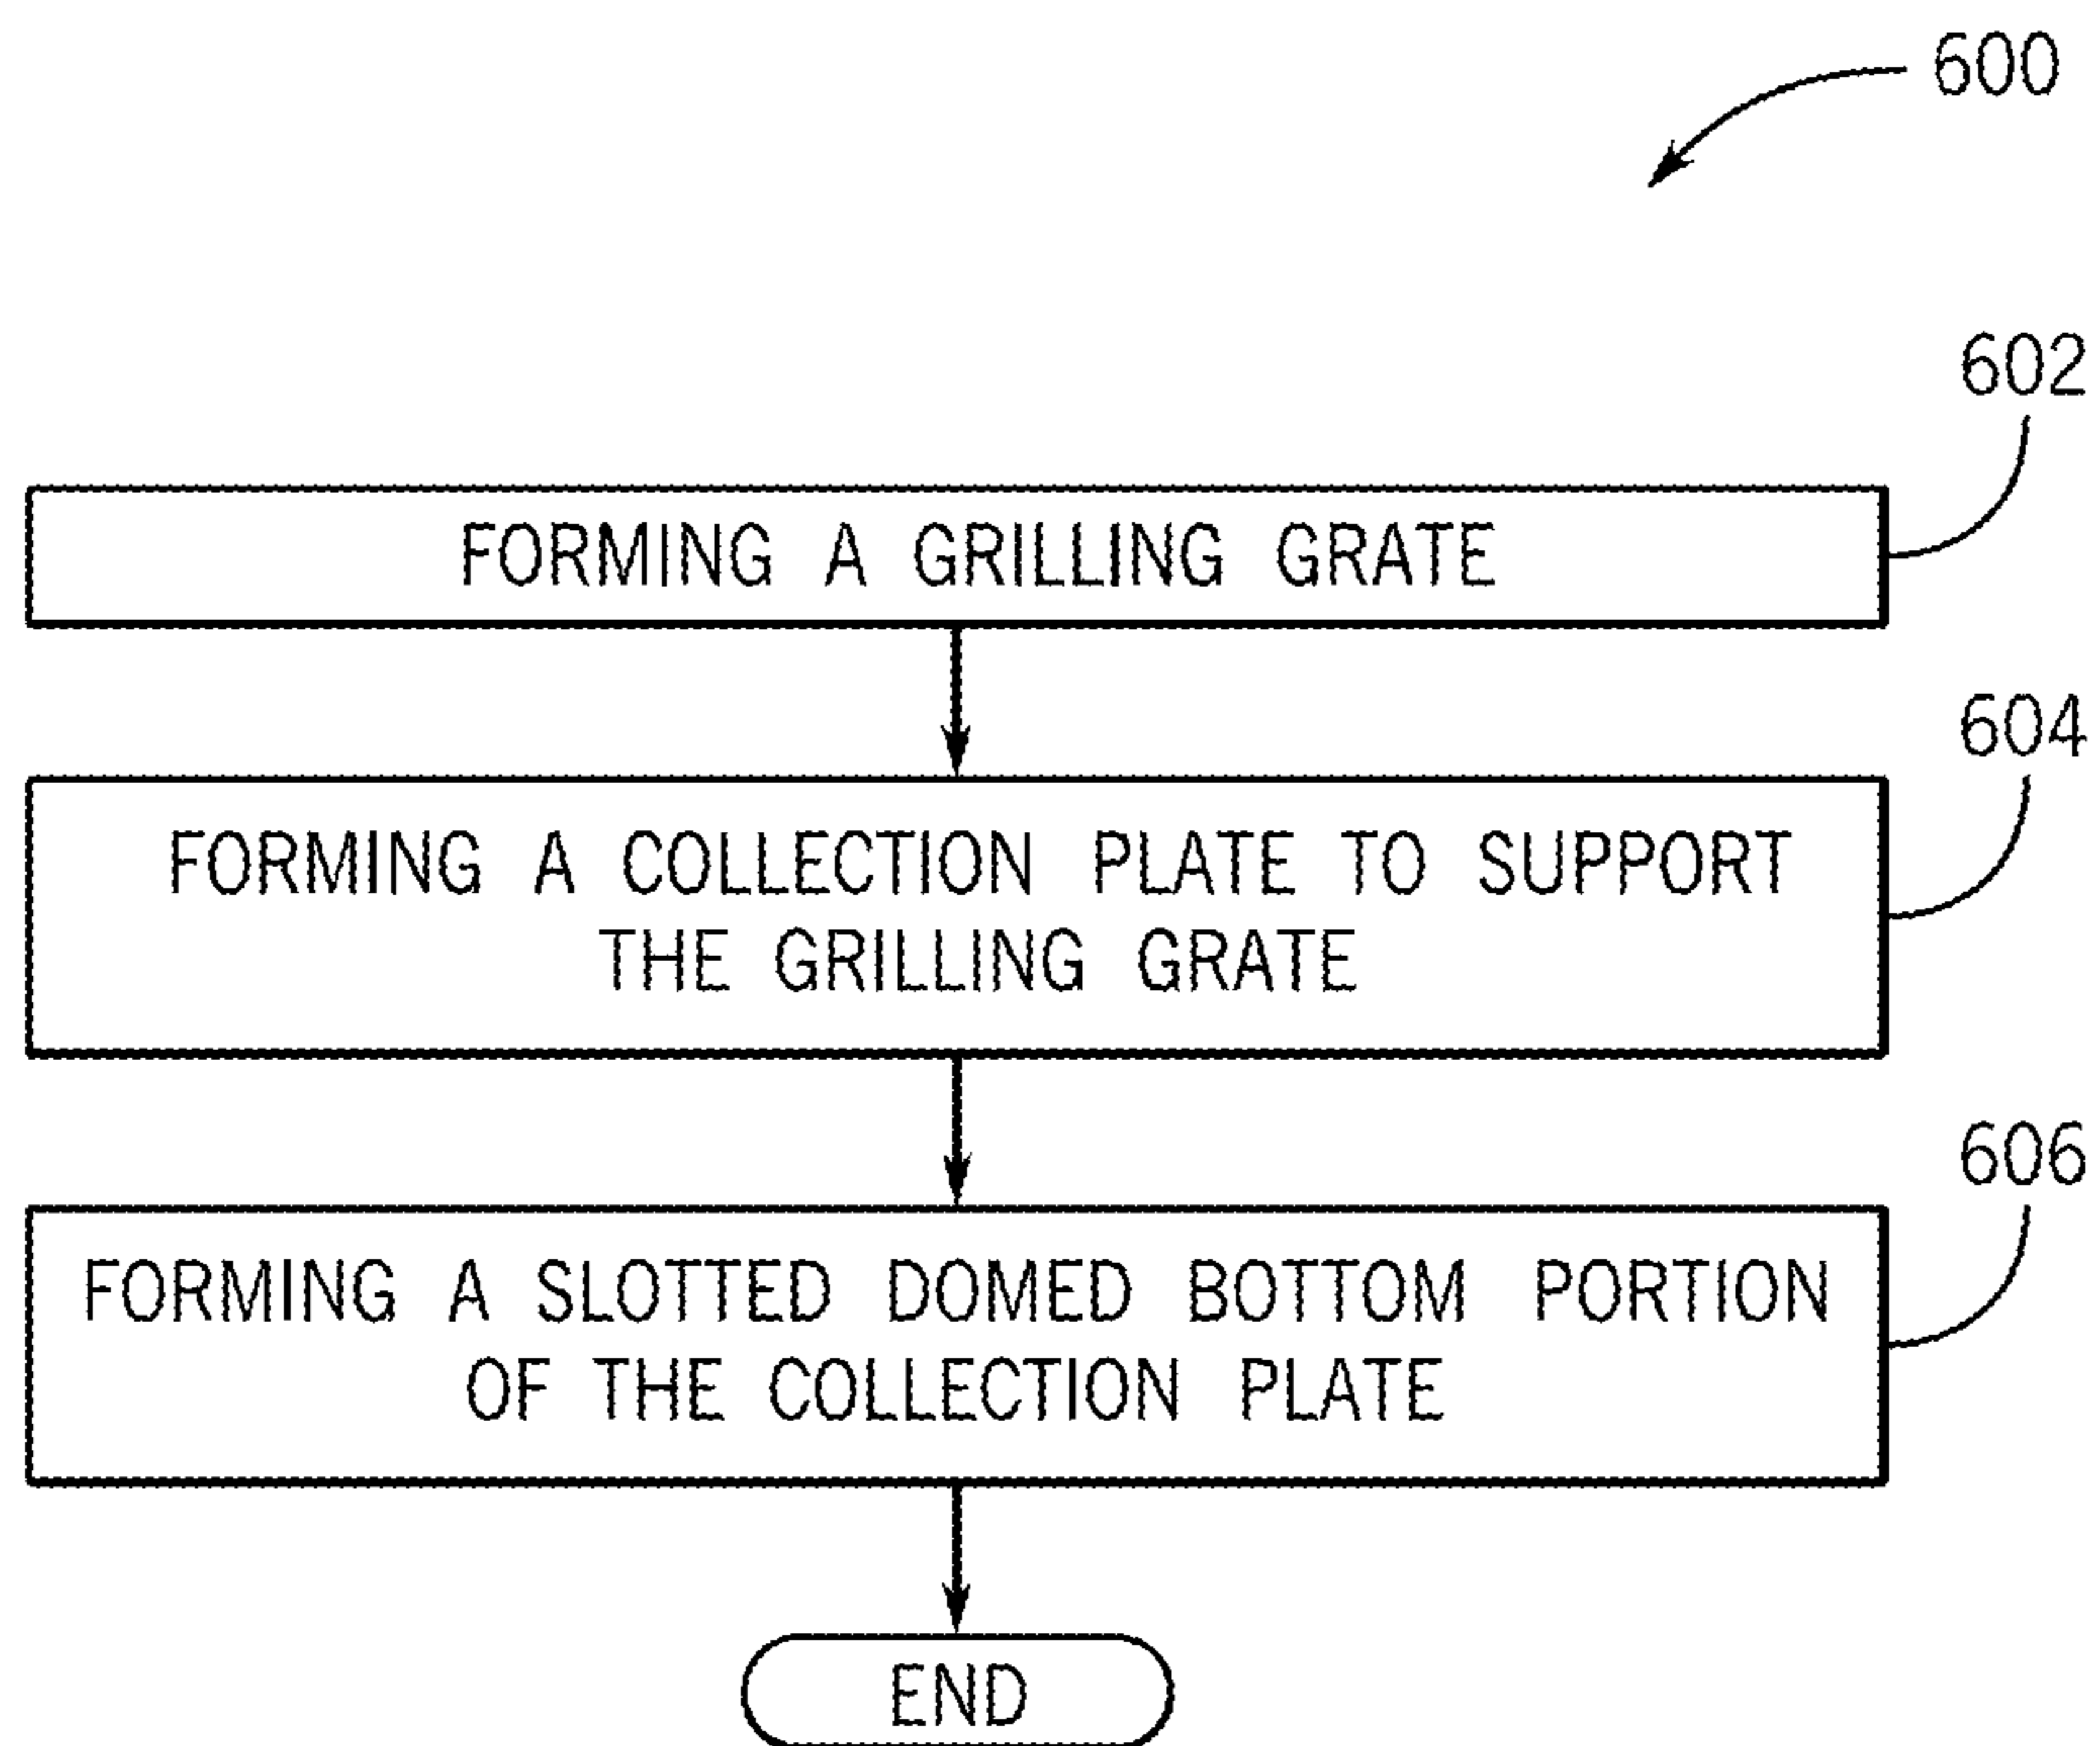 600
602
FORMING A GRILLING GRATE
604
FORMING A COLLECTION PLATE TO SUPPORT
THE GRILLING GRATE
606
FORMING A SLOTTED DOMED BOTTOM PORTION
OF THE COLLECTION PLATE
END